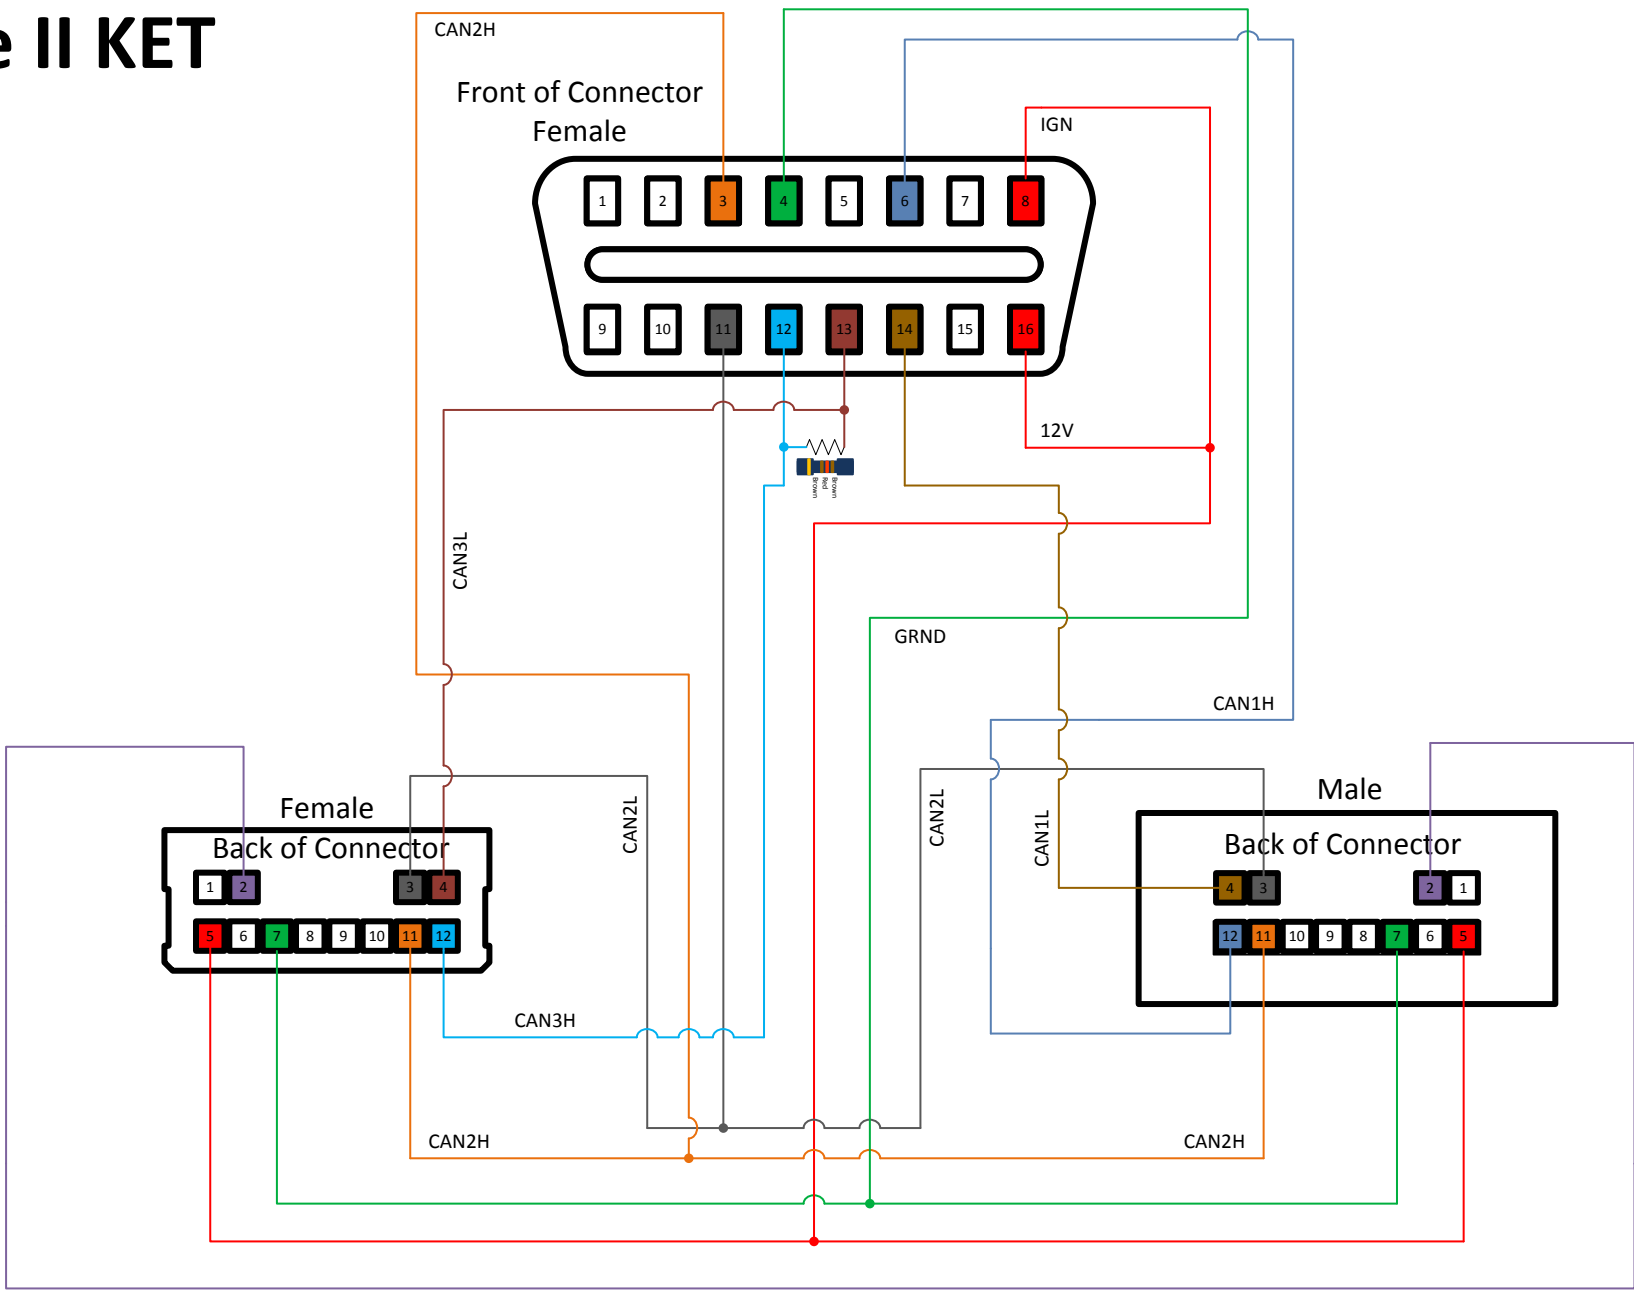 e II KET
CAN2H
Front of Connector
Female
IGN
1 2 3 4 5 6 7 8
9 10 11 12 13 14 15 16
12V
Brown
Red
Brown
CAN3L
GRND
CAN1H
CAN2L
CAN2L
CAN1L
Female
Back of Connector
1 2 3 4
5 6 7 8 9 10 11 12
Male
Back of Connector
4 3 2 1
12 11 10 9 8 7 6 5
CAN3H
CAN2H
CAN2H